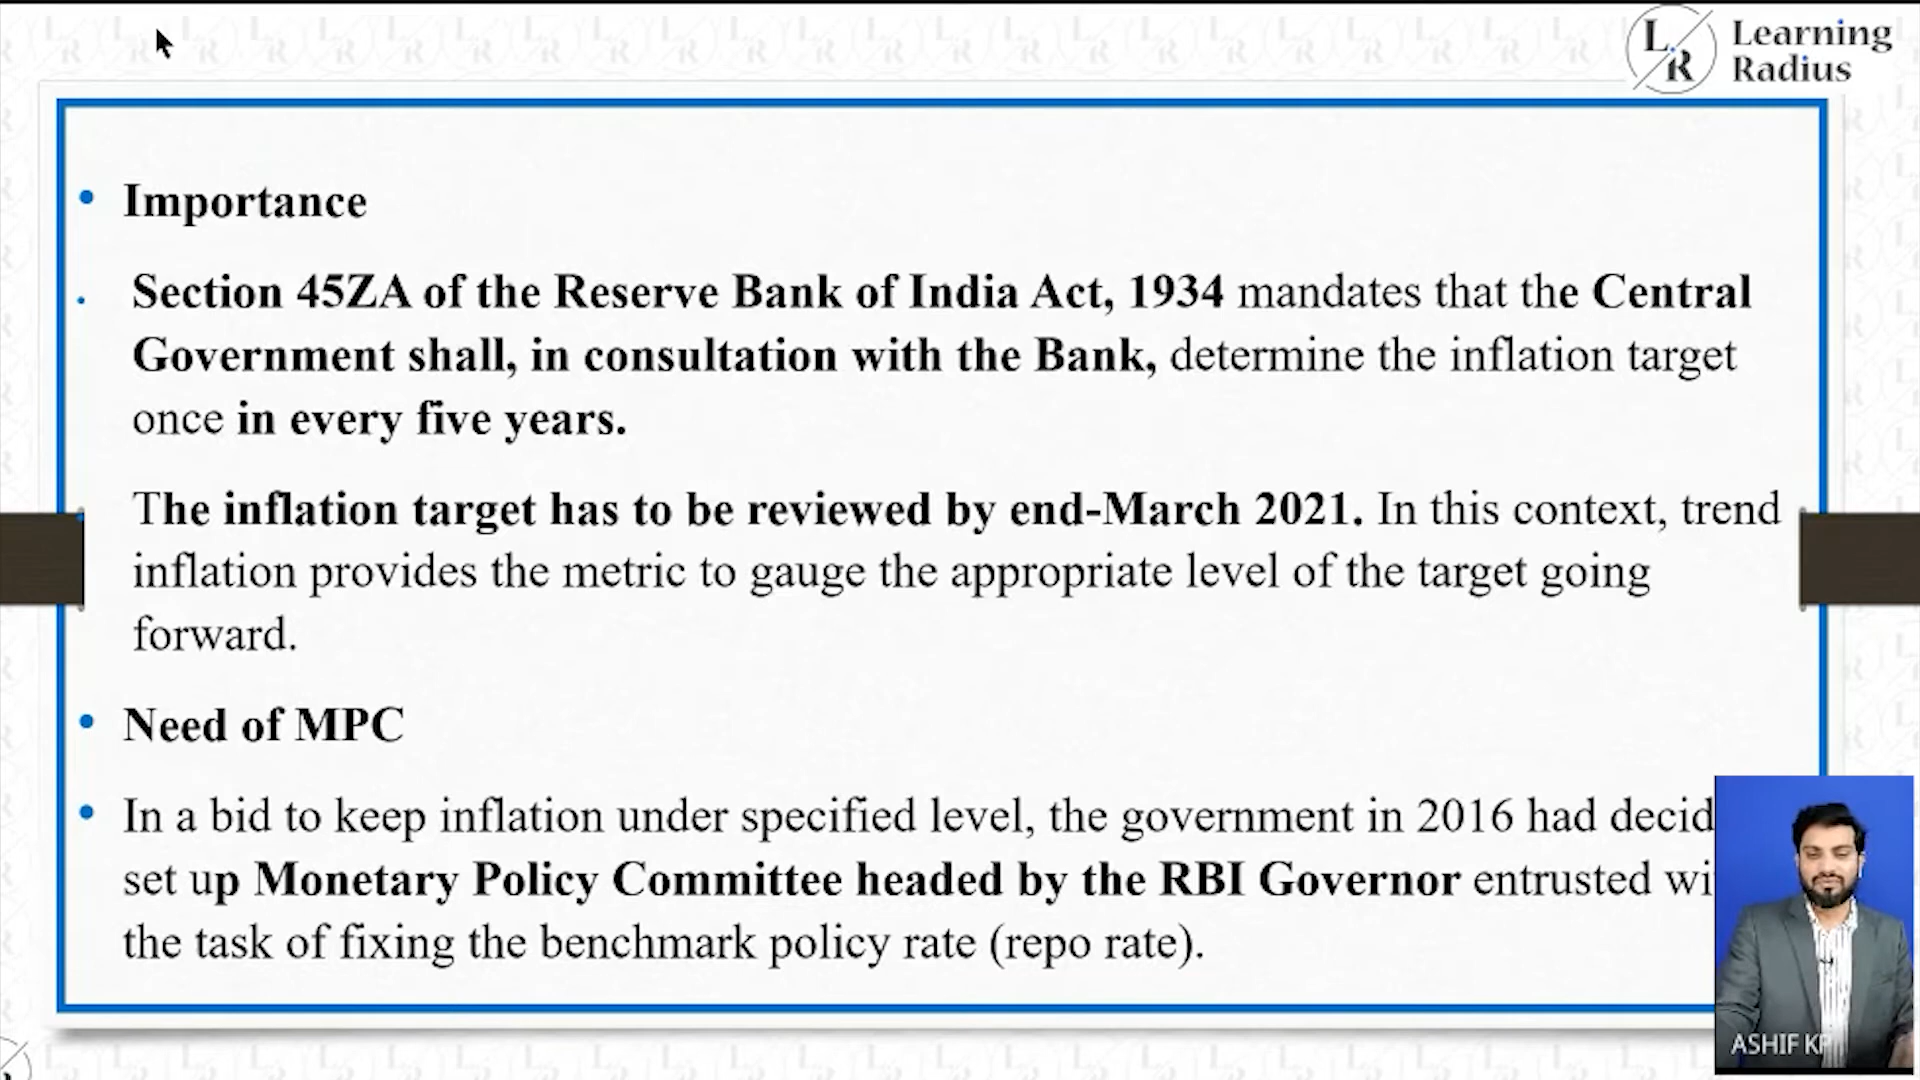 L R Learning
Radius
• Importance
• Section 45ZA of the Reserve Bank of India Act, 1934 mandates that the Central
Government shall, in consultation with the Bank, determine the inflation target
once in every five years.
The inflation target has to be reviewed by end-March 2021. In this context, trend
inflation provides the metric to gauge the appropriate level of the target going
forward.
• Need of MPC
• In a bid to keep inflation under specified level, the government in 2016 had decid
set up Monetary Policy Committee headed by the RBI Governor entrusted wi
the task of fixing the benchmark policy rate (repo rate).
ASHIF KP